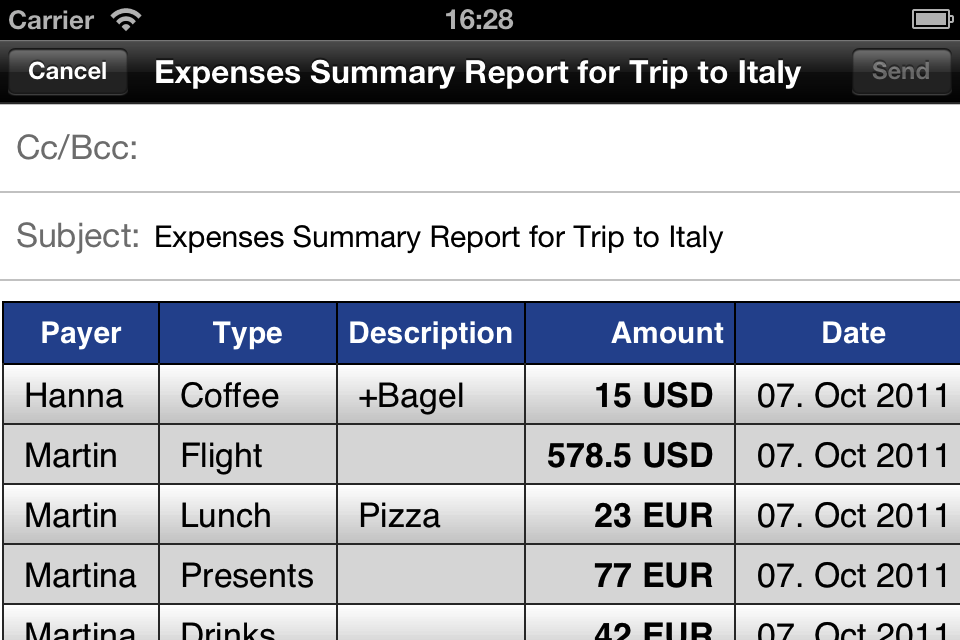 Carrier 16:28
Cancel Expenses Summary Report for Trip to Italy Send
Cc/Bcc:
Subject: Expenses Summary Report for Trip to Italy
Payer Type Description Amount Date
Hanna Coffee +Bagel 15 USD 07. Oct 2011
Martin Flight 578.5 USD 07. Oct 2011
Martin Lunch Pizza 23 EUR 07. Oct 2011
Martina Presents 77 EUR 07. Oct 2011
Martina Drinks 42 EUR 07. Oct 2011